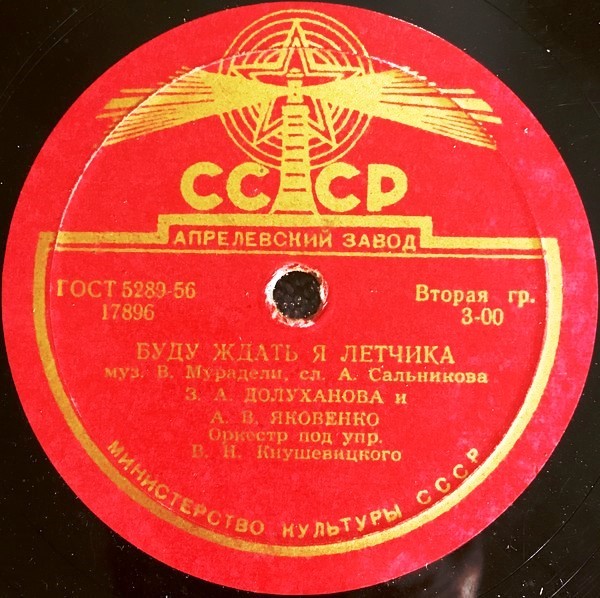 СССР
АПРЕЛЕВСКИЙ ЗАВОД
ГОСТ 5289-56
17896
Вторая гр.
3-00
БУДУ ЖДАТЬ Я ЛЕТЧИКА
муз. В. Мурадели, сл. А. Сальникова
З. А. ДОЛУХАНОВА и
А. В. ЯКОВЕНКО
Оркестр под упр.
В. Н. Кнушевицкого
МИНИСТЕРСТВО КУЛЬТУРЫ СССР